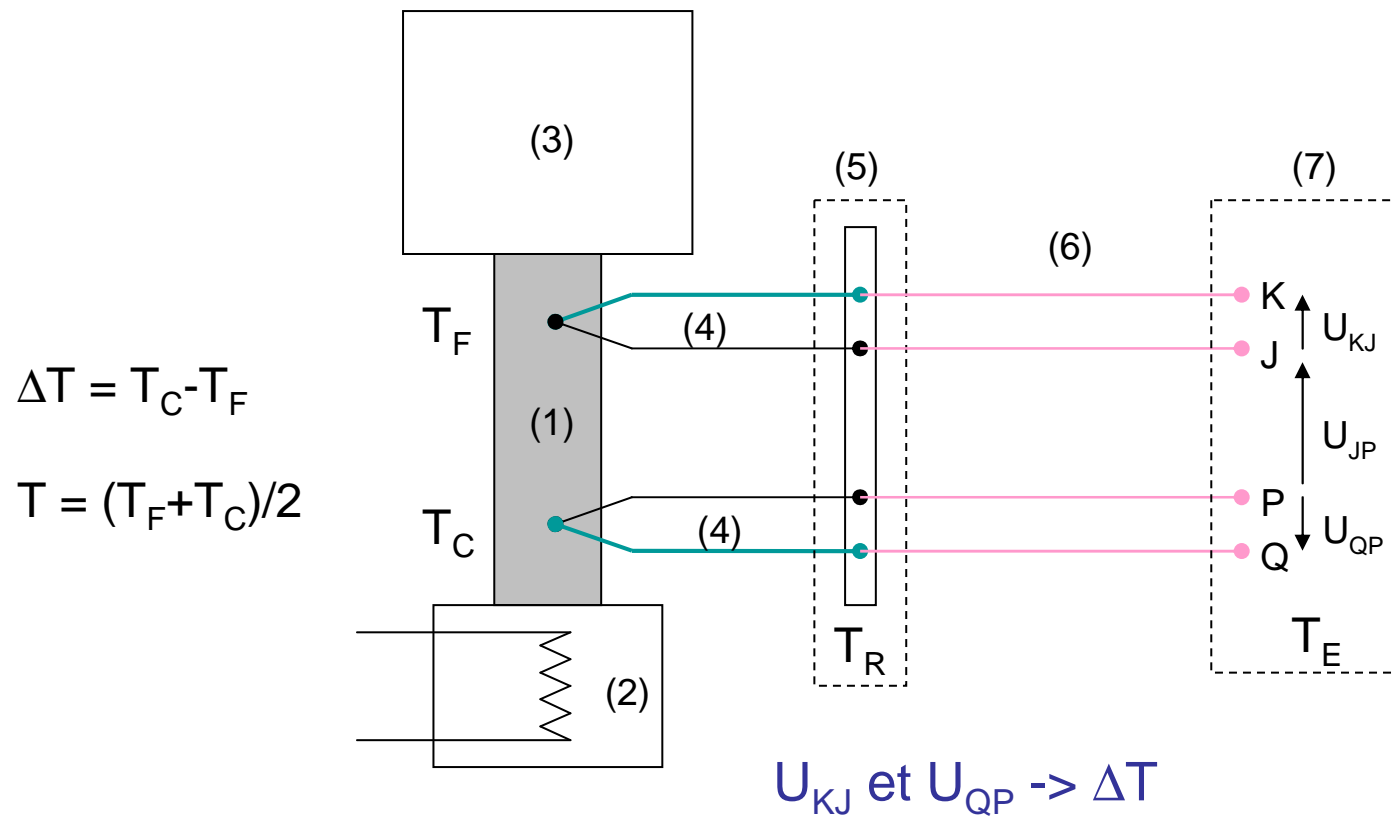 (3)
(5)
(7)
(6)
K
T_F
(4)
U_KJ
J
ΔT = T_C-T_F
(1)
U_JP
T = (T_F+T_C)/2
P
T_C
(4)
U_QP
Q
T_R
T_E
(2)
U_KJ et U_QP -> ΔT